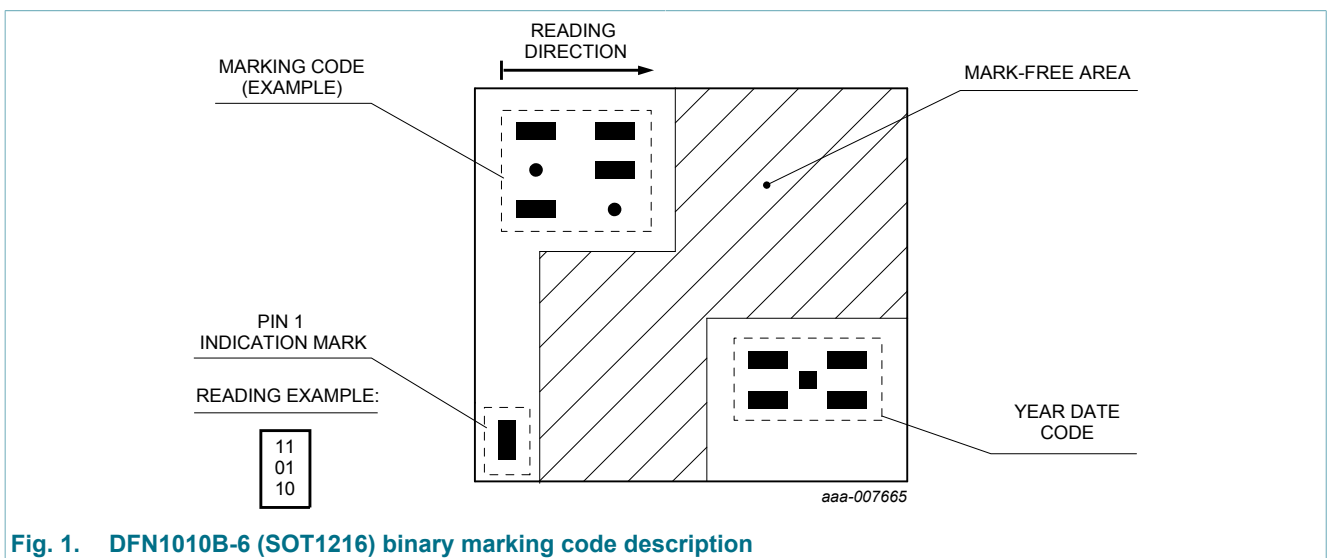 READING
DIRECTION
MARKING CODE
(EXAMPLE)
MARK-FREE AREA
PIN 1
INDICATION MARK
READING EXAMPLE:
11
01
10
YEAR DATE
CODE
aaa-007665
Fig. 1. DFN1010B-6 (SOT1216) binary marking code description